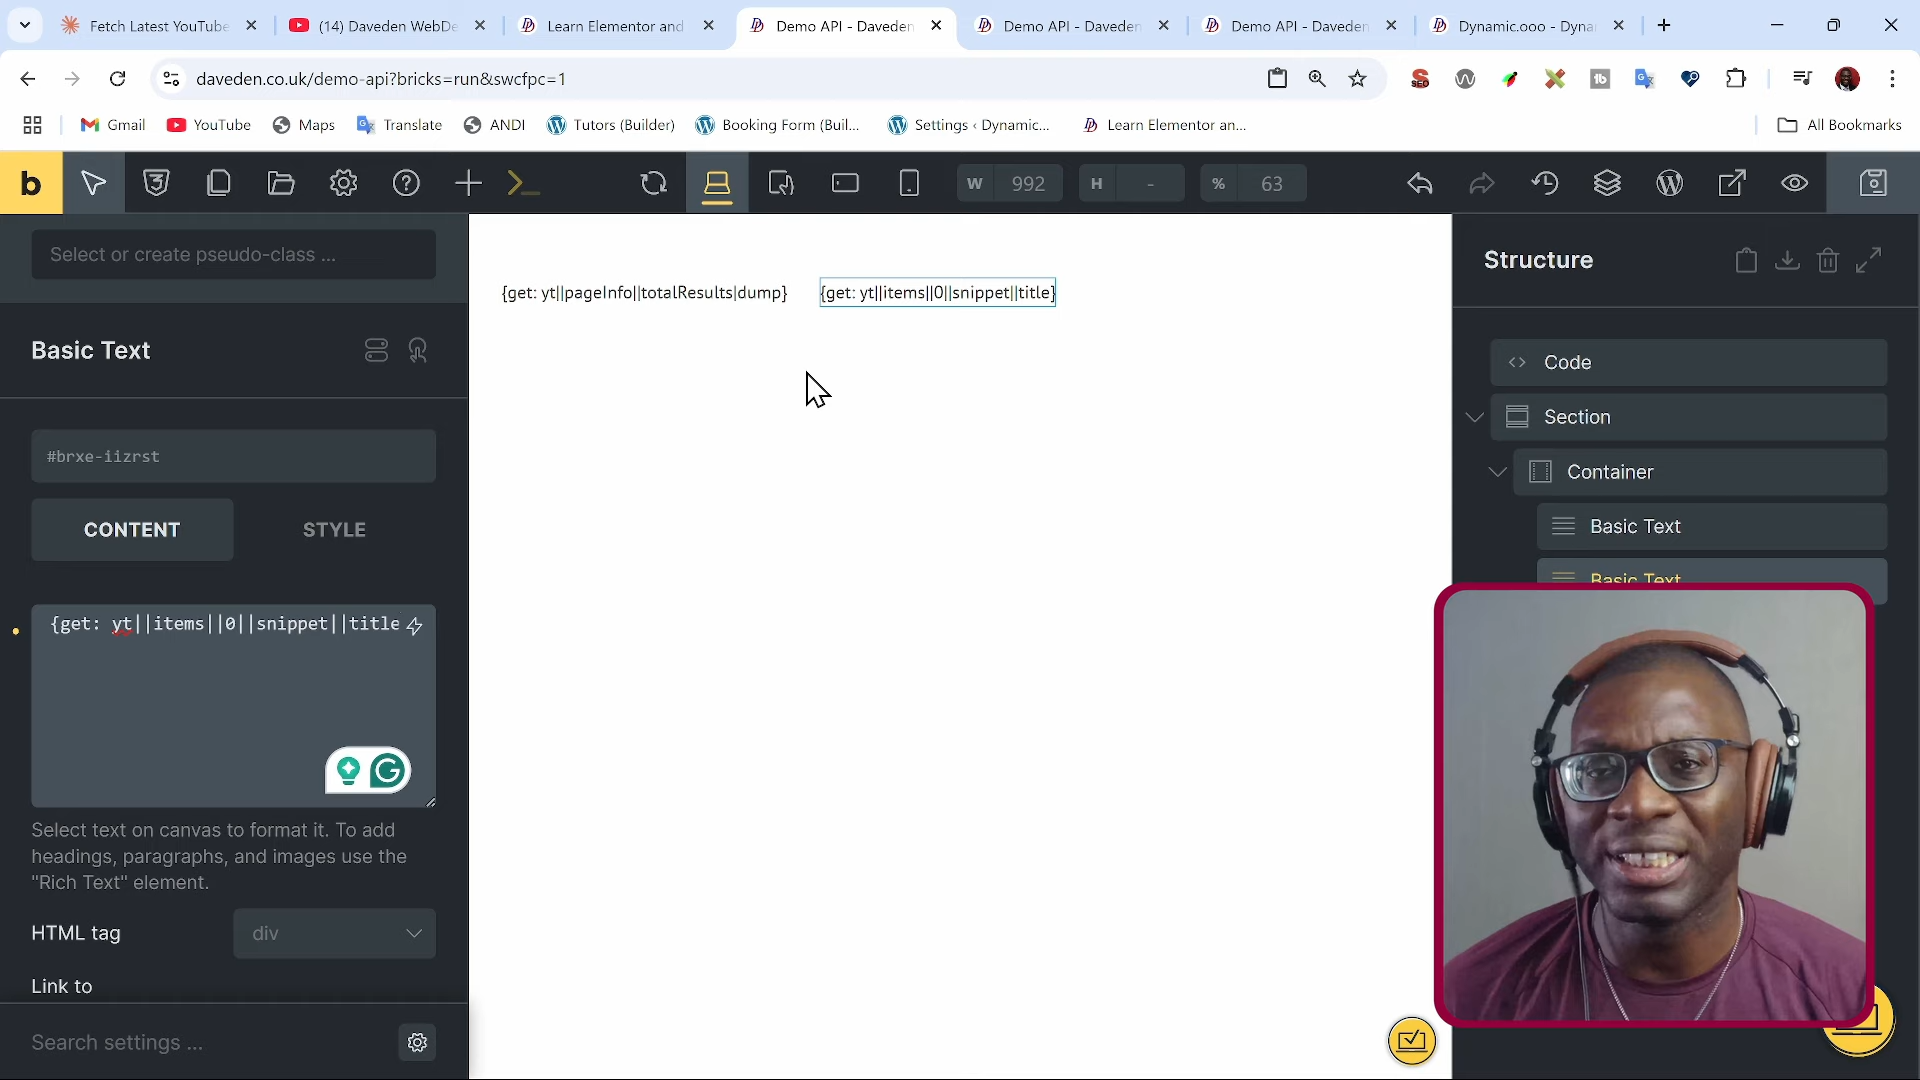 Fetch Latest YouTube
(14) Daveden WebDe
Learn Elementor and
Demo API - Daveden
Demo API - Daveden
Demo API - Daveden
Dynamic.ooo - Dyna
daveden.co.uk/demo-api?bricks=run&swcfpc=1
SEO
tb
Gmail
YouTube
Maps
Translate
ANDI
Tutors (Builder)
Booking Form (Buil...
Settings ‹ Dynamic...
Learn Elementor an...
All Bookmarks
b
W 992
H -
% 63
Select or create pseudo-class ...
Basic Text
#brxe-iizrst
CONTENT
STYLE
{get: yt||items||0||snippet||title
Select text on canvas to format it. To add
headings, paragraphs, and images use the
"Rich Text" element.
HTML tag
div
Link to
Search settings ...
{get: yt||pageInfo||totalResults|dump}
{get: yt||items||0||snippet||title}
Structure
Code
Section
Container
Basic Text
Basic Text